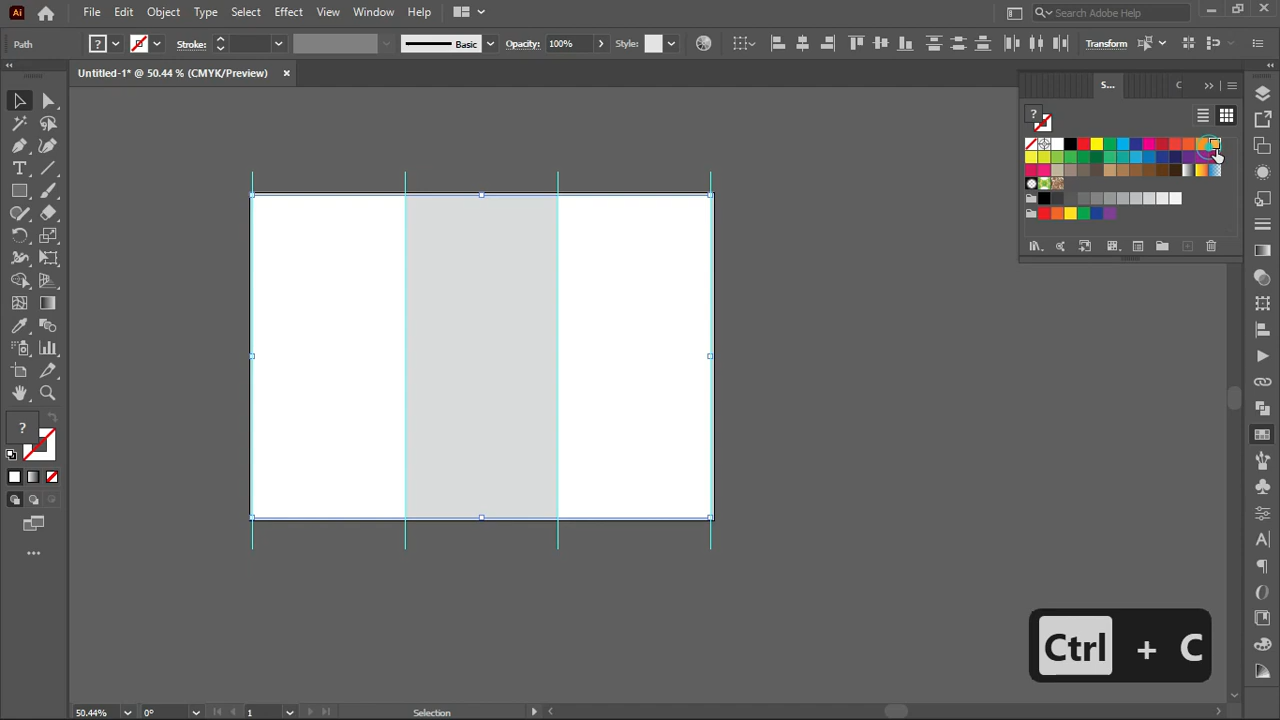 Ai File Edit Object Type Select Effect View Window Help Search Adobe Help
Path ? Stroke: Basic Opacity: 100% Style: Transform
Untitled-1* @ 50.44 % (CMYK/Preview) ×
S... C
?
?
Ctrl + C
50.44% 0° 1 Selection